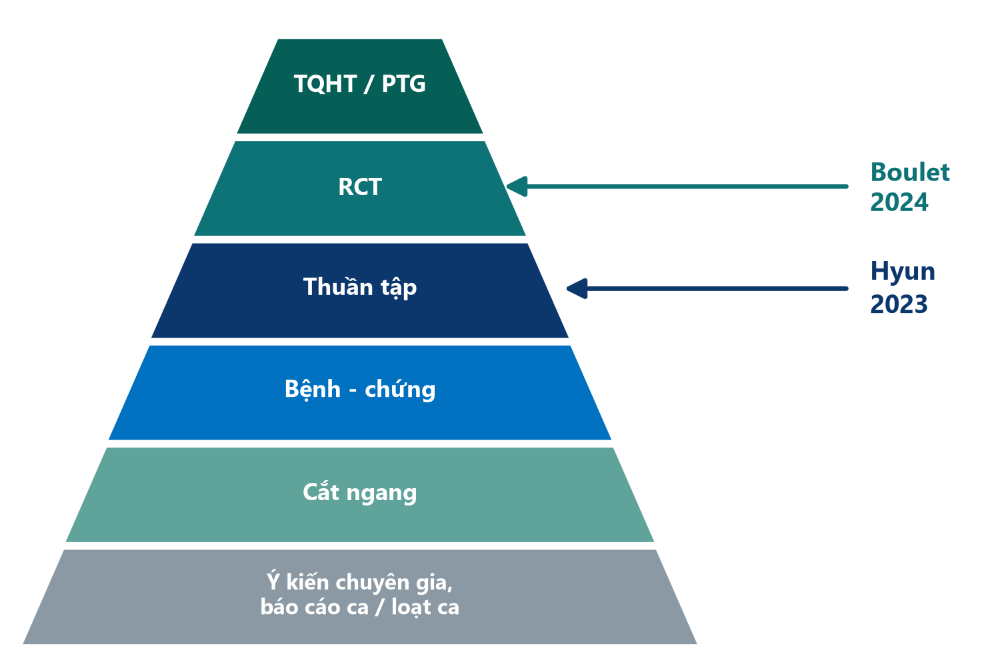 TQHT / PTG
RCT
Boulet
2024
Thuần tập
Hyun
2023
Bệnh - chứng
Cắt ngang
Ý kiến chuyên gia,
báo cáo ca / loạt ca